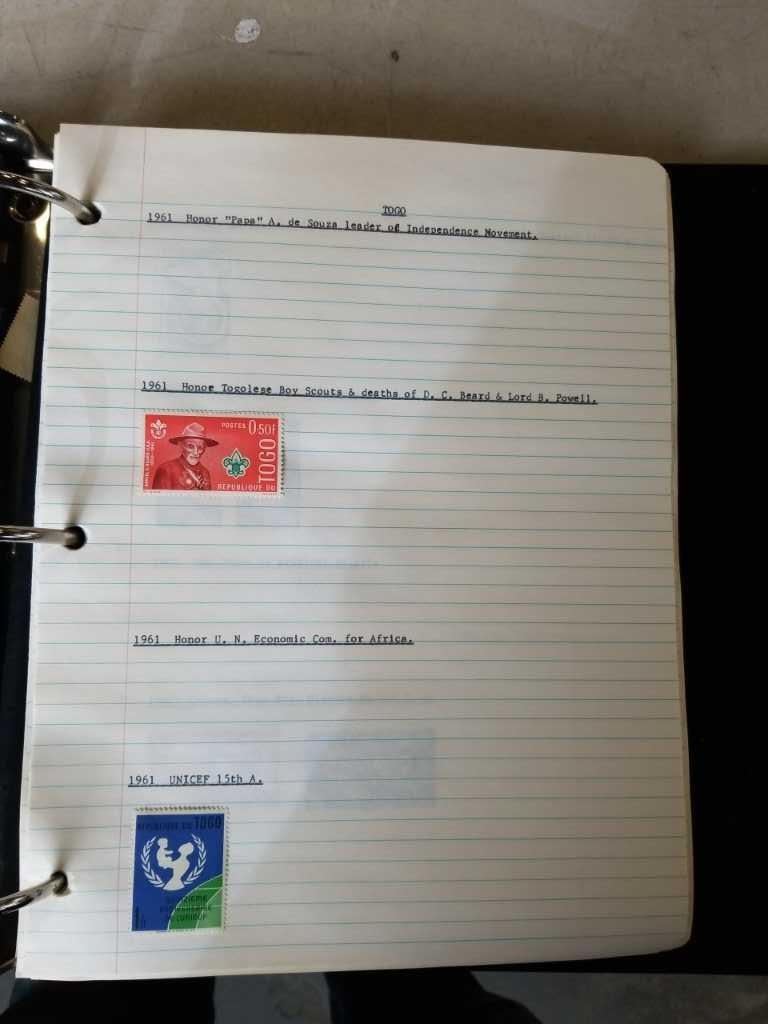 TOGO
1961 Honor "Papa" A. de Souza leader of Independence Movement.
1961 Honor Togolese Boy Scouts & deaths of D. C. Beard & Lord B. Powell.
POSTES 0,50F
TOGO
REPUBLIQUE DU
1961 Honor U. N. Economic Com. for Africa.
1961 UNICEF 15th A.
REPUBLIQUE DU TOGO